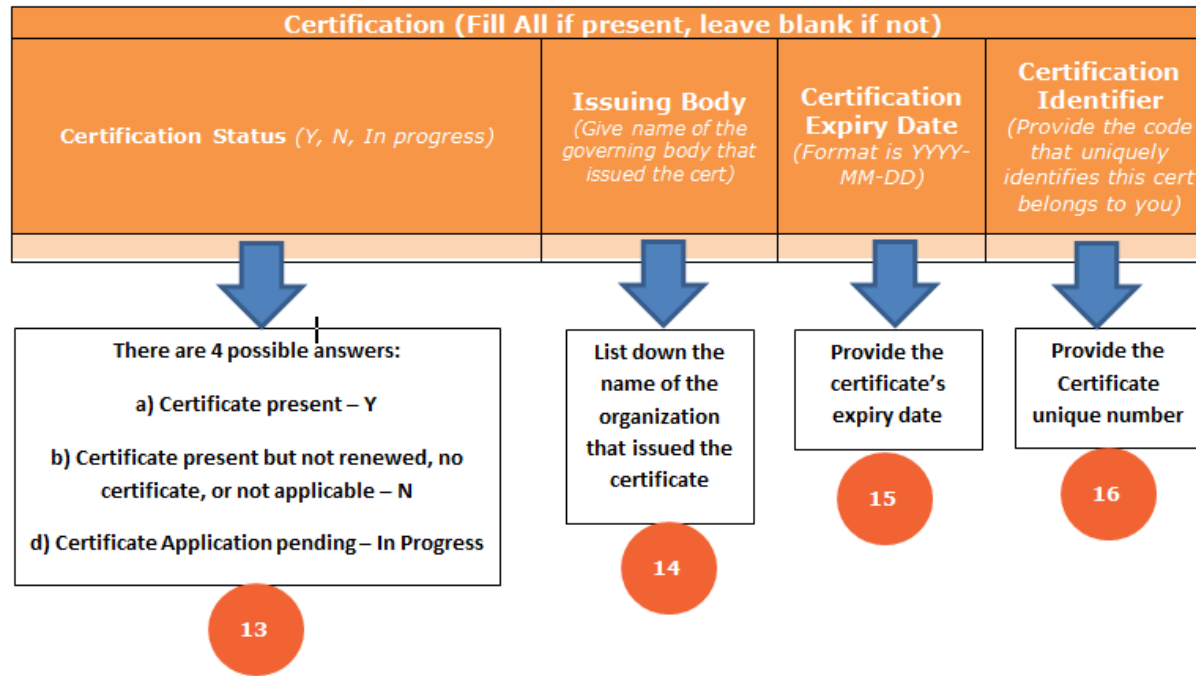 Certification (Fill All if present, leave blank if not)
Certification Status (Y, N, In progress)
Issuing Body
(Give name of the
governing body that
issued the cert)
Certification
Expiry Date
(Format is YYYY-
MM-DD)
Certification
Identifier
(Provide the code
that uniquely
identifies this cert
belongs to you)
There are 4 possible answers:
a) Certificate present – Y
b) Certificate present but not renewed, no
certificate, or not applicable – N
d) Certificate Application pending – In Progress
13
List down the
name of the
organization
that issued the
certificate
14
Provide the
certificate’s
expiry date
15
Provide the
Certificate
unique number
16